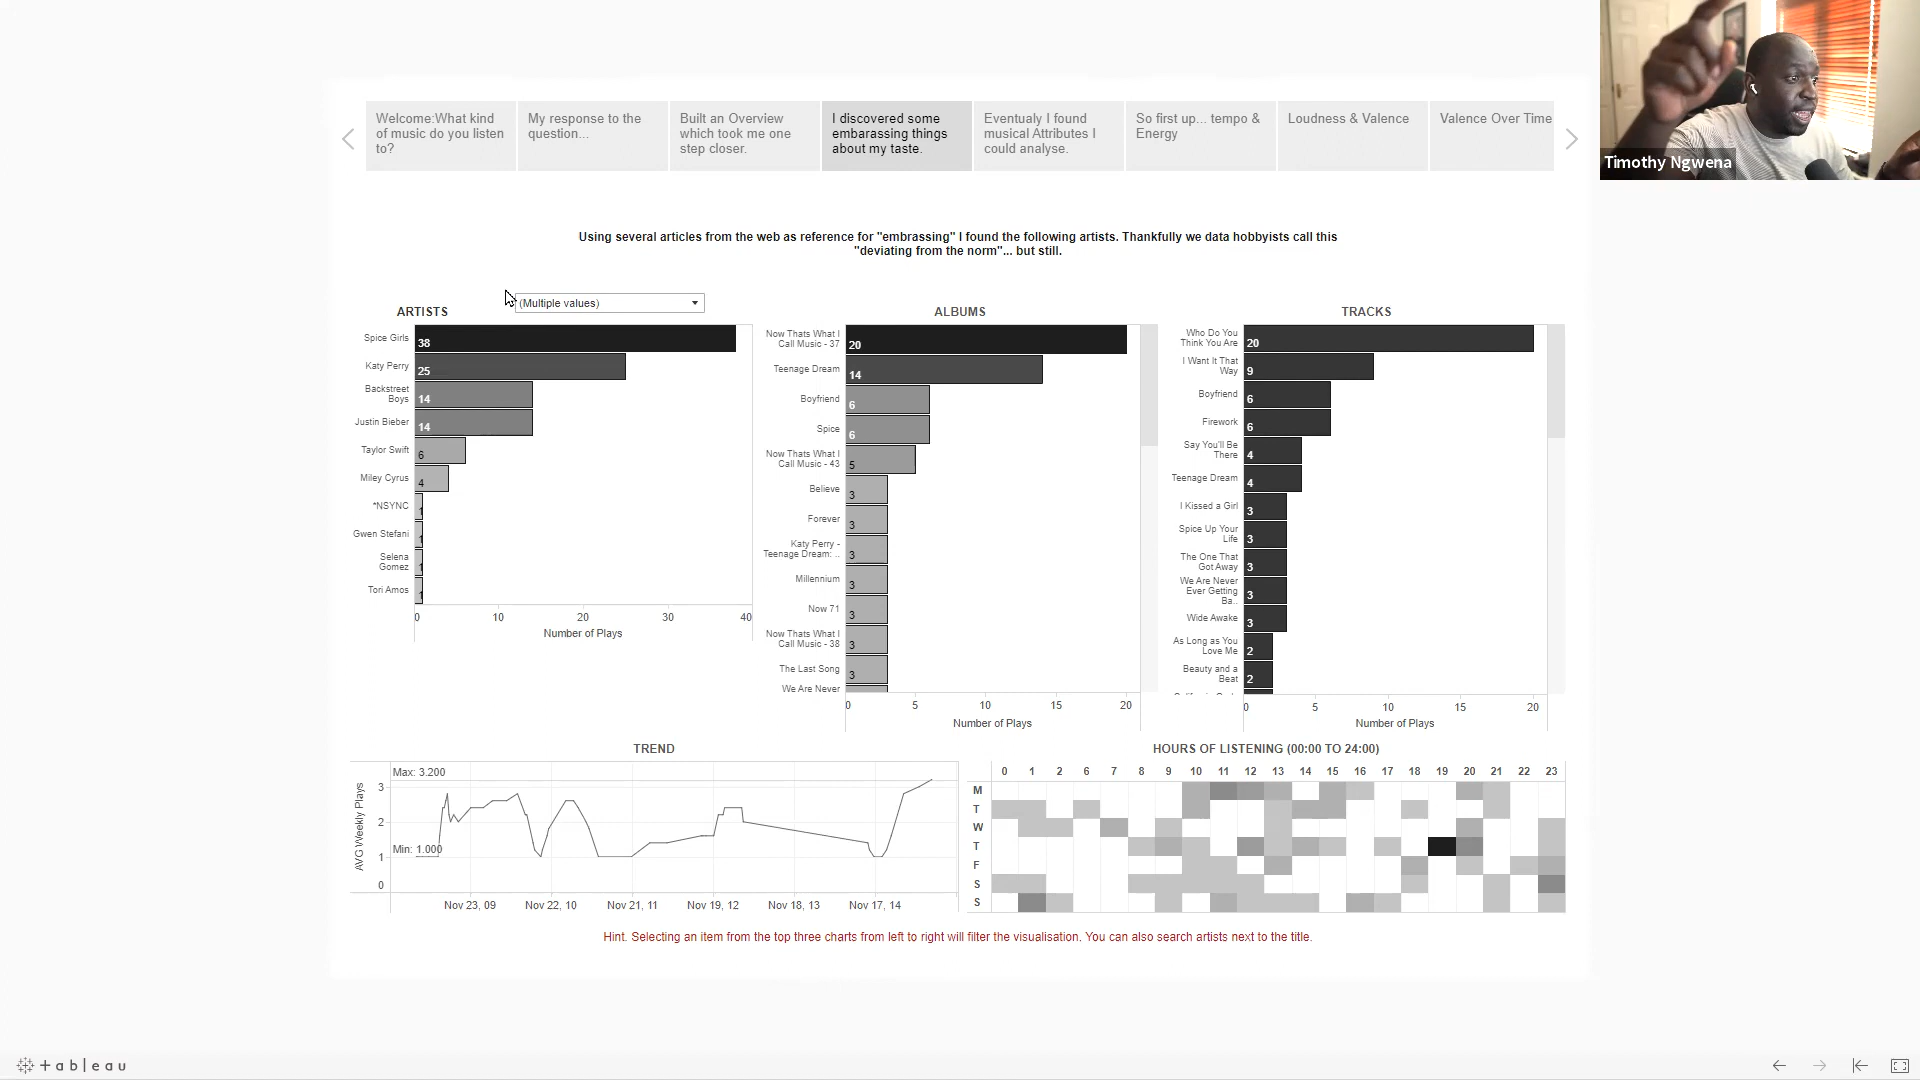 Welcome:What kind
of music do you listen
to?
My response to the
question...
Built an Overview
which took me one
step closer.
I discovered some
embarassing things
about my taste.
Eventualy I found
musical Attributes I
could analyse.
So first up... tempo &
Energy
Loudness & Valence
Valence Over Time
Timothy Ngwena
Using several articles from the web as reference for "embrassing" I found the following artists. Thankfully we data hobbyists call this
"deviating from the norm"... but still.
ARTISTS
(Multiple values)
Spice Girls
38
Katy Perry
25
Backstreet
Boys
14
Justin Bieber
14
Taylor Swift
6
Miley Cyrus
4
*NSYNC
1
Gwen Stefani
1
Selena
Gomez
1
Tori Amos
1
0 10 20 30 40
Number of Plays
ALBUMS
Now Thats What I
Call Music - 37
20
Teenage Dream
14
Boyfriend
6
Spice
6
Now Thats What I
Call Music - 43
5
Believe
3
Forever
3
Katy Perry -
Teenage Dream: ..
3
Millennium
3
Now 71
3
Now Thats What I
Call Music - 38
3
The Last Song
3
We Are Never
0 5 10 15 20
Number of Plays
TRACKS
Who Do You
Think You Are
20
I Want It That
Way
9
Boyfriend
6
Firework
6
Say You'll Be
There
4
Teenage Dream
4
I Kissed a Girl
3
Spice Up Your
Life
3
The One That
Got Away
3
We Are Never
Ever Getting
Ba..
3
Wide Awake
3
As Long as You
Love Me
2
Beauty and a
Beat
2
0 5 10 15 20
Number of Plays
TREND
AVG Weekly Plays
Max: 3.200
3
2
Min: 1.000
1
0
Nov 23, 09 Nov 22, 10 Nov 21, 11 Nov 19, 12 Nov 18, 13 Nov 17, 14
HOURS OF LISTENING (00:00 TO 24:00)
0 1 2 6 7 8 9 10 11 12 13 14 15 16 17 18 19 20 21 22 23
M
T
W
T
F
S
S
Hint. Selecting an item from the top three charts from left to right will filter the visualisation. You can also search artists next to the title.
+ a b l e a u